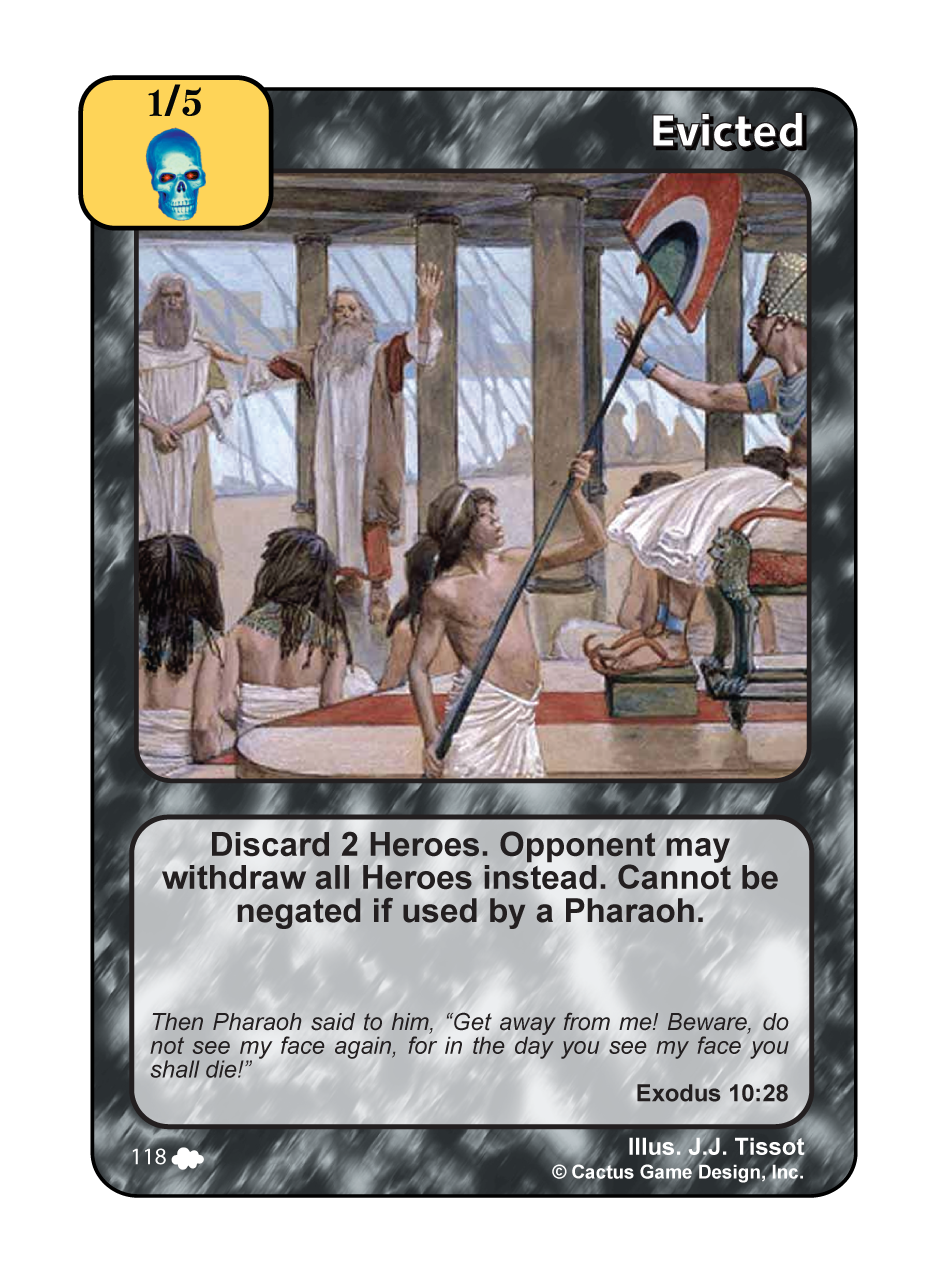 1/5
Evicted
Discard 2 Heroes. Opponent may
withdraw all Heroes instead. Cannot be
negated if used by a Pharaoh.
Then Pharaoh said to him, “Get away from me! Beware, do
not see my face again, for in the day you see my face you
shall die!”
Exodus 10:28
118
Illus. J.J. Tissot
© Cactus Game Design, Inc.